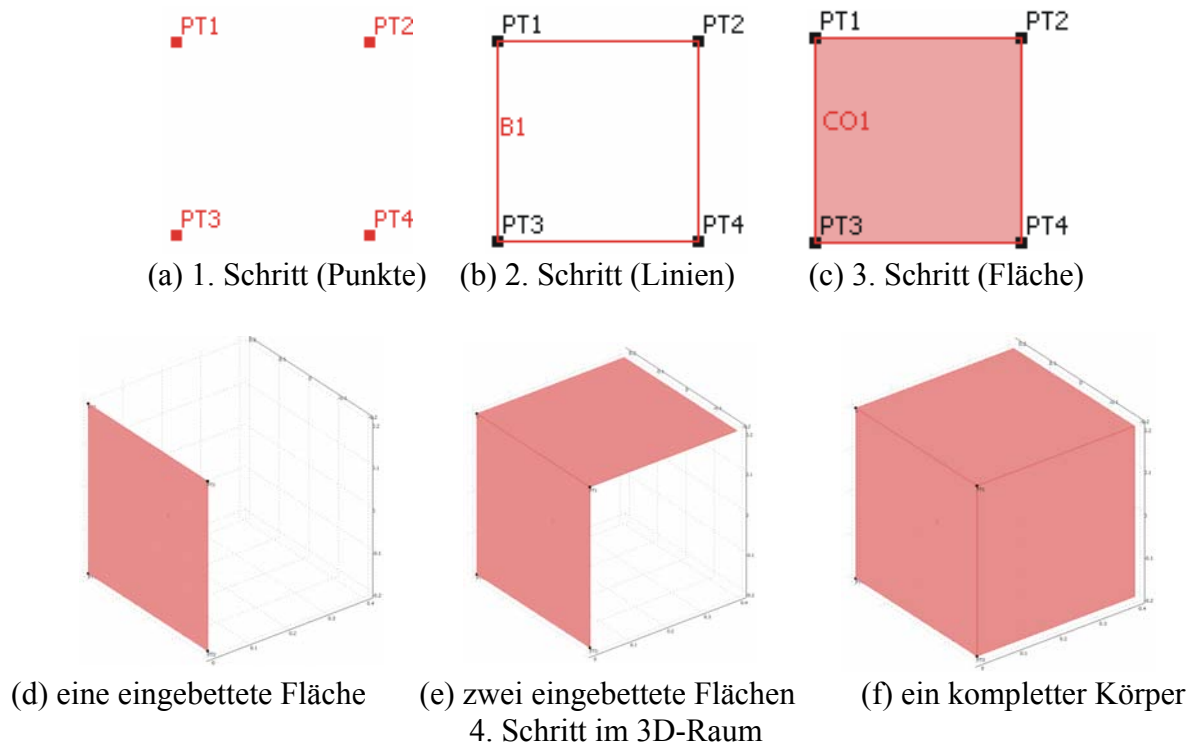 PT1 PT2 PT1 PT2 PT1 PT2
B1 CO1
PT3 PT4 PT3 PT4 PT3 PT4
(a) 1. Schritt (Punkte) (b) 2. Schritt (Linien) (c) 3. Schritt (Fläche)
(d) eine eingebettete Fläche (e) zwei eingebettete Flächen (f) ein kompletter Körper
4. Schritt im 3D-Raum